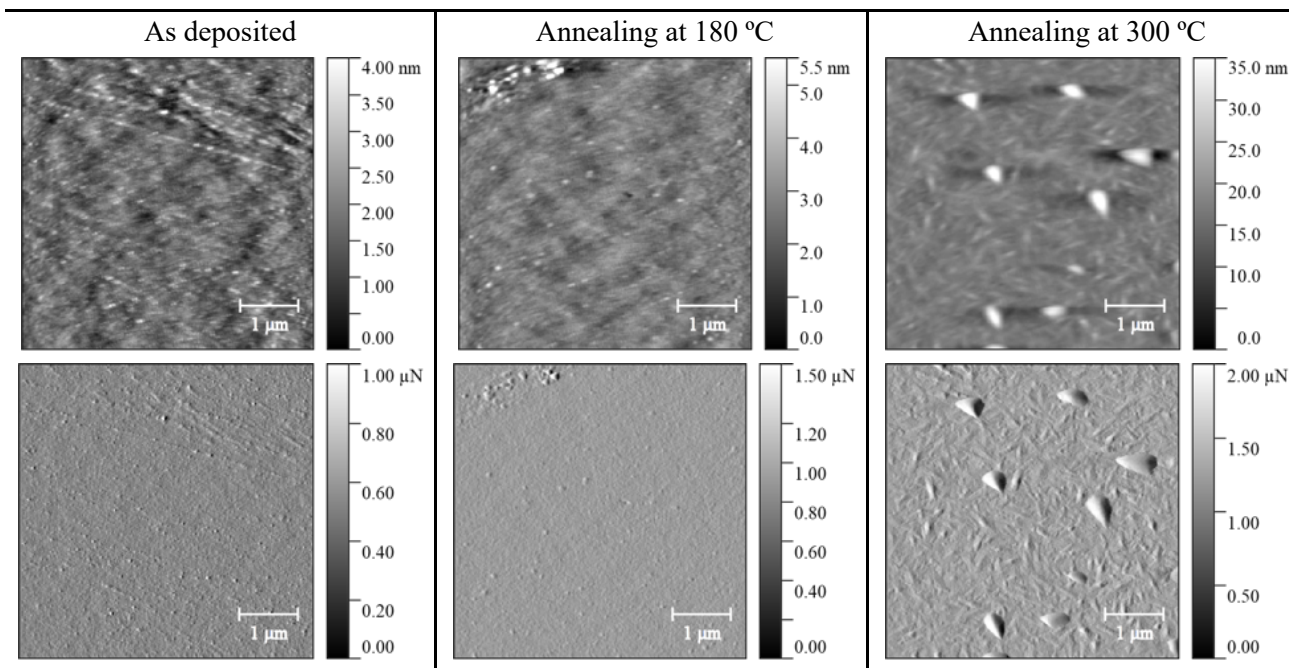 As deposited
Annealing at 180 ºC
Annealing at 300 ºC
4.00 nm
3.50
3.00
2.50
2.00
1.50
1.00
0.00
1 µm
5.5 nm
5.0
4.0
3.0
2.0
1.0
0.0
1 µm
35.0 nm
30.0
25.0
20.0
15.0
10.0
0.0
1 µm
1.00 µN
0.80
0.60
0.40
0.20
0.00
1 µm
1.50 µN
1.20
1.00
0.80
0.60
0.40
0.00
1 µm
2.00 µN
1.50
1.00
0.50
0.00
1 µm